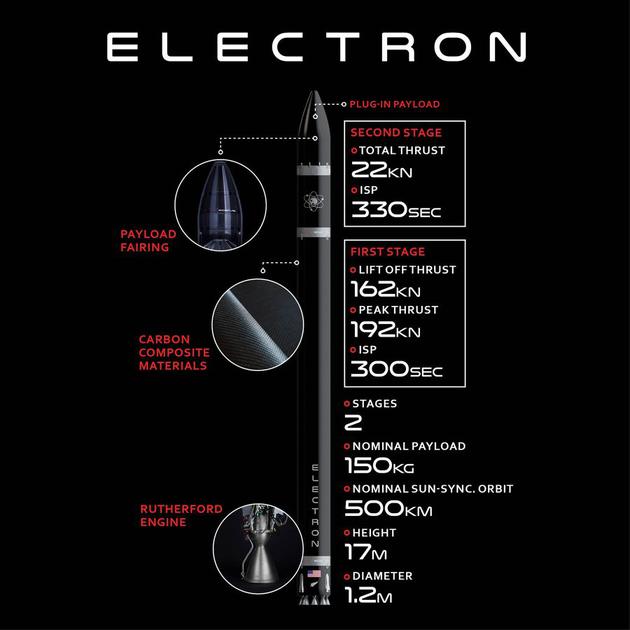 ELECTRON
PLUG-IN PAYLOAD
SECOND STAGE
TOTAL THRUST
22KN
ISP
330SEC
PAYLOAD
FAIRING
FIRST STAGE
LIFT OFF THRUST
162KN
PEAK THRUST
192KN
ISP
300SEC
CARBON
COMPOSITE
MATERIALS
STAGES
2
NOMINAL PAYLOAD
150KG
NOMINAL SUN-SYNC. ORBIT
500KM
HEIGHT
17M
DIAMETER
1.2M
RUTHERFORD
ENGINE
ELECTRON